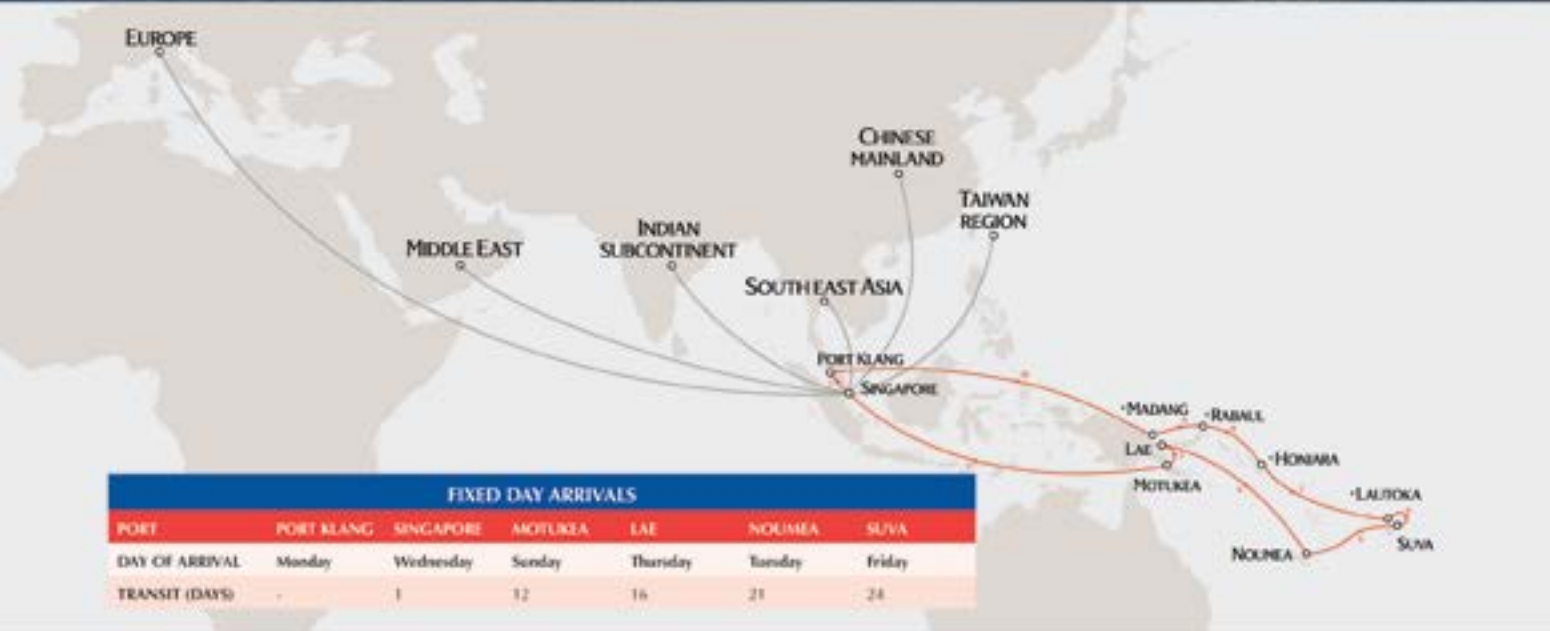 EUROPE
CHINESE
MAINLAND
TAIWAN
REGION
INDIAN
SUBCONTINENT
MIDDLE EAST
SOUTH EAST ASIA
PORT KLANG
SINGAPORE
•MADANG
•RABAUL
LAE
•HONIARA
MOTUKEA
•LAUTOKA
SUVA
NOUMEA
FIXED DAY ARRIVALS
PORT PORT KLANG SINGAPORE MOTUKEA LAE NOUMEA SUVA
DAY OF ARRIVAL Monday Wednesday Sunday Thursday Tuesday Friday
TRANSIT (DAYS) - 1 12 16 21 24